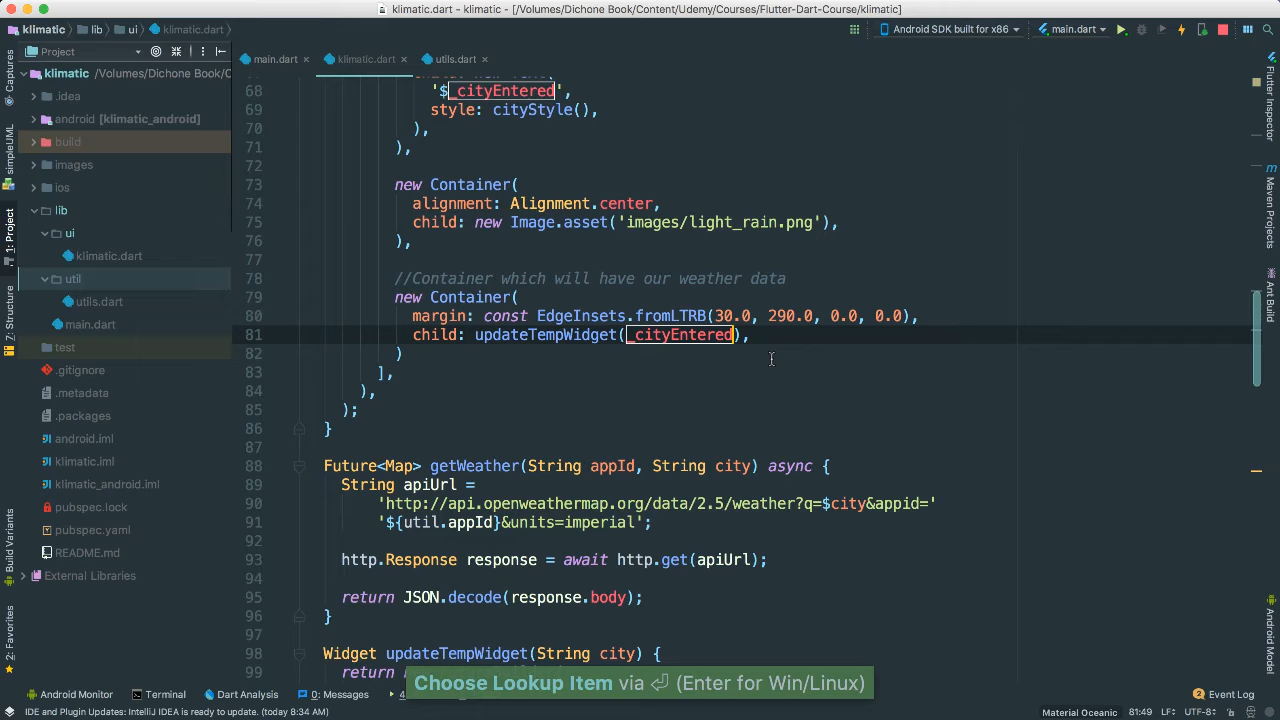 klimatic.dart - klimatic - [/Volumes/Dichone Book/Content/Udemy/Courses/Flutter-Dart-Course/klimatic]
klimatic lib ui klimatic.dart
Android SDK built for x86 main.dart
Project
main.dart klimatic.dart utils.dart
klimatic /Volumes/Dichone Book/C
.idea
android [klimatic_android]
build
images
ios
lib
ui
klimatic.dart
util
utils.dart
main.dart
test
.gitignore
.metadata
.packages
android.iml
klimatic.iml
klimatic_android.iml
pubspec.lock
pubspec.yaml
README.md
External Libraries
Captures
simpleUML
1: Project
7: Structure
Build Variants
2: Favorites
68 '$_cityEntered',
69 style: cityStyle(),
70 ),
71 ),
72
73 new Container(
74 alignment: Alignment.center,
75 child: new Image.asset('images/light_rain.png'),
76 ),
77
78 //Container which will have our weather data
79 new Container(
80 margin: const EdgeInsets.fromLTRB(30.0, 290.0, 0.0, 0.0),
81 child: updateTempWidget(_cityEntered),
82 )
83 ],
84 ),
85 );
86 }
87
88 Future<Map> getWeather(String appId, String city) async {
89 String apiUrl =
90 'http://api.openweathermap.org/data/2.5/weather?q=$city&appid='
91 '${util.appId}&units=imperial';
92
93 http.Response response = await http.get(apiUrl);
94
95 return JSON.decode(response.body);
96 }
97
98 Widget updateTempWidget(String city) {
99 return
Choose Lookup Item via ⏎ (Enter for Win/Linux)
Flutter Inspector
Maven Projects
Ant Build
Android Model
Android Monitor Terminal Dart Analysis 0: Messages 4 2 Event Log
IDE and Plugin Updates: IntelliJ IDEA is ready to update. (today 8:34 AM) Material Oceanic 81:49 LF÷ UTF-8÷